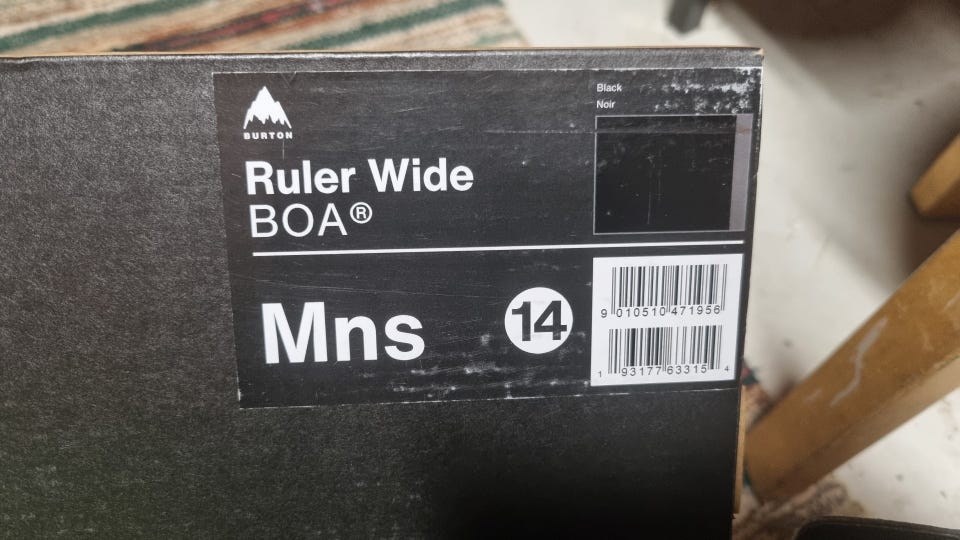 BURTON
Ruler Wide
BOA®
Black
Noir
Mns
14
9 010510 471956
1 93177 63315 4